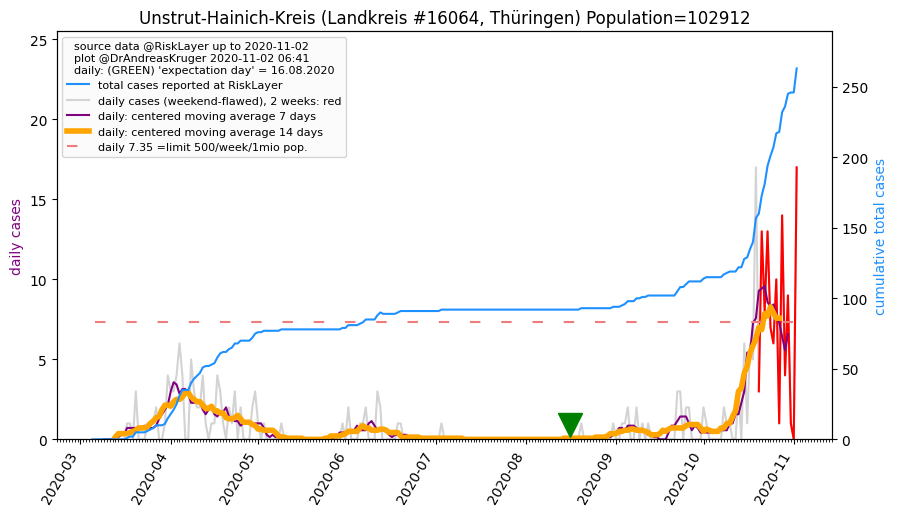 Unstrut-Hainich-Kreis (Landkreis #16064, Thüringen) Population=102912
source data @RiskLayer up to 2020-11-02
plot @DrAndreasKruger 2020-11-02 06:41
daily: (GREEN) 'expectation day' = 16.08.2020
total cases reported at RiskLayer
daily cases (weekend-flawed), 2 weeks: red
daily: centered moving average 7 days
daily: centered moving average 14 days
daily 7.35 =limit 500/week/1mio pop.
daily cases
25
20
15
10
5
0
cumulative total cases
250
200
150
100
50
0
2020-03
2020-04
2020-05
2020-06
2020-07
2020-08
2020-09
2020-10
2020-11